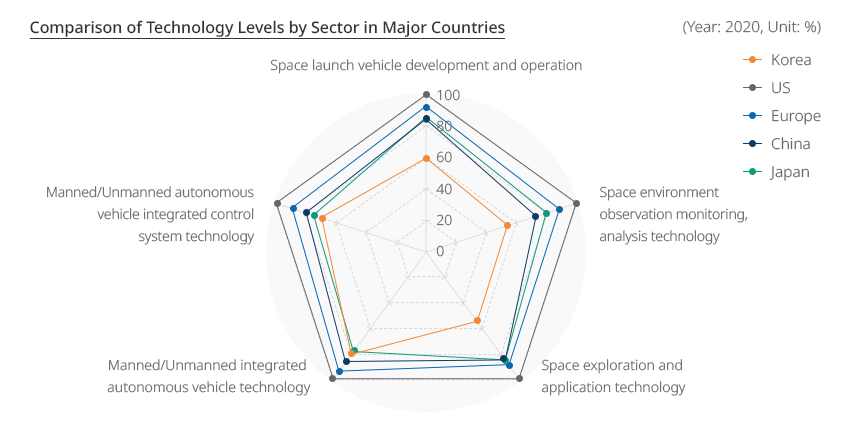 Comparison of Technology Levels by Sector in Major Countries
(Year: 2020, Unit: %)
Korea
US
Europe
China
Japan
Space launch vehicle development and operation
100
80
60
40
20
0
Manned/Unmanned autonomous
vehicle integrated control
system technology
Space environment
observation monitoring,
analysis technology
Manned/Unmanned integrated
autonomous vehicle technology
Space exploration and
application technology